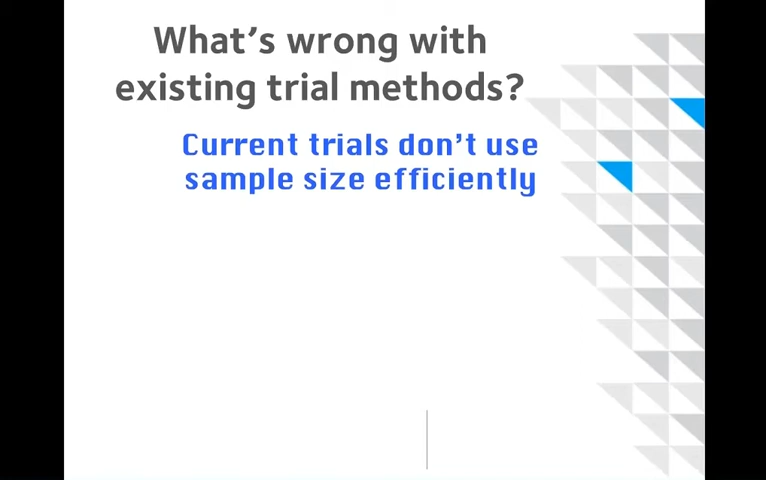 What's wrong with
existing trial methods?
Current trials don't use
sample size efficiently